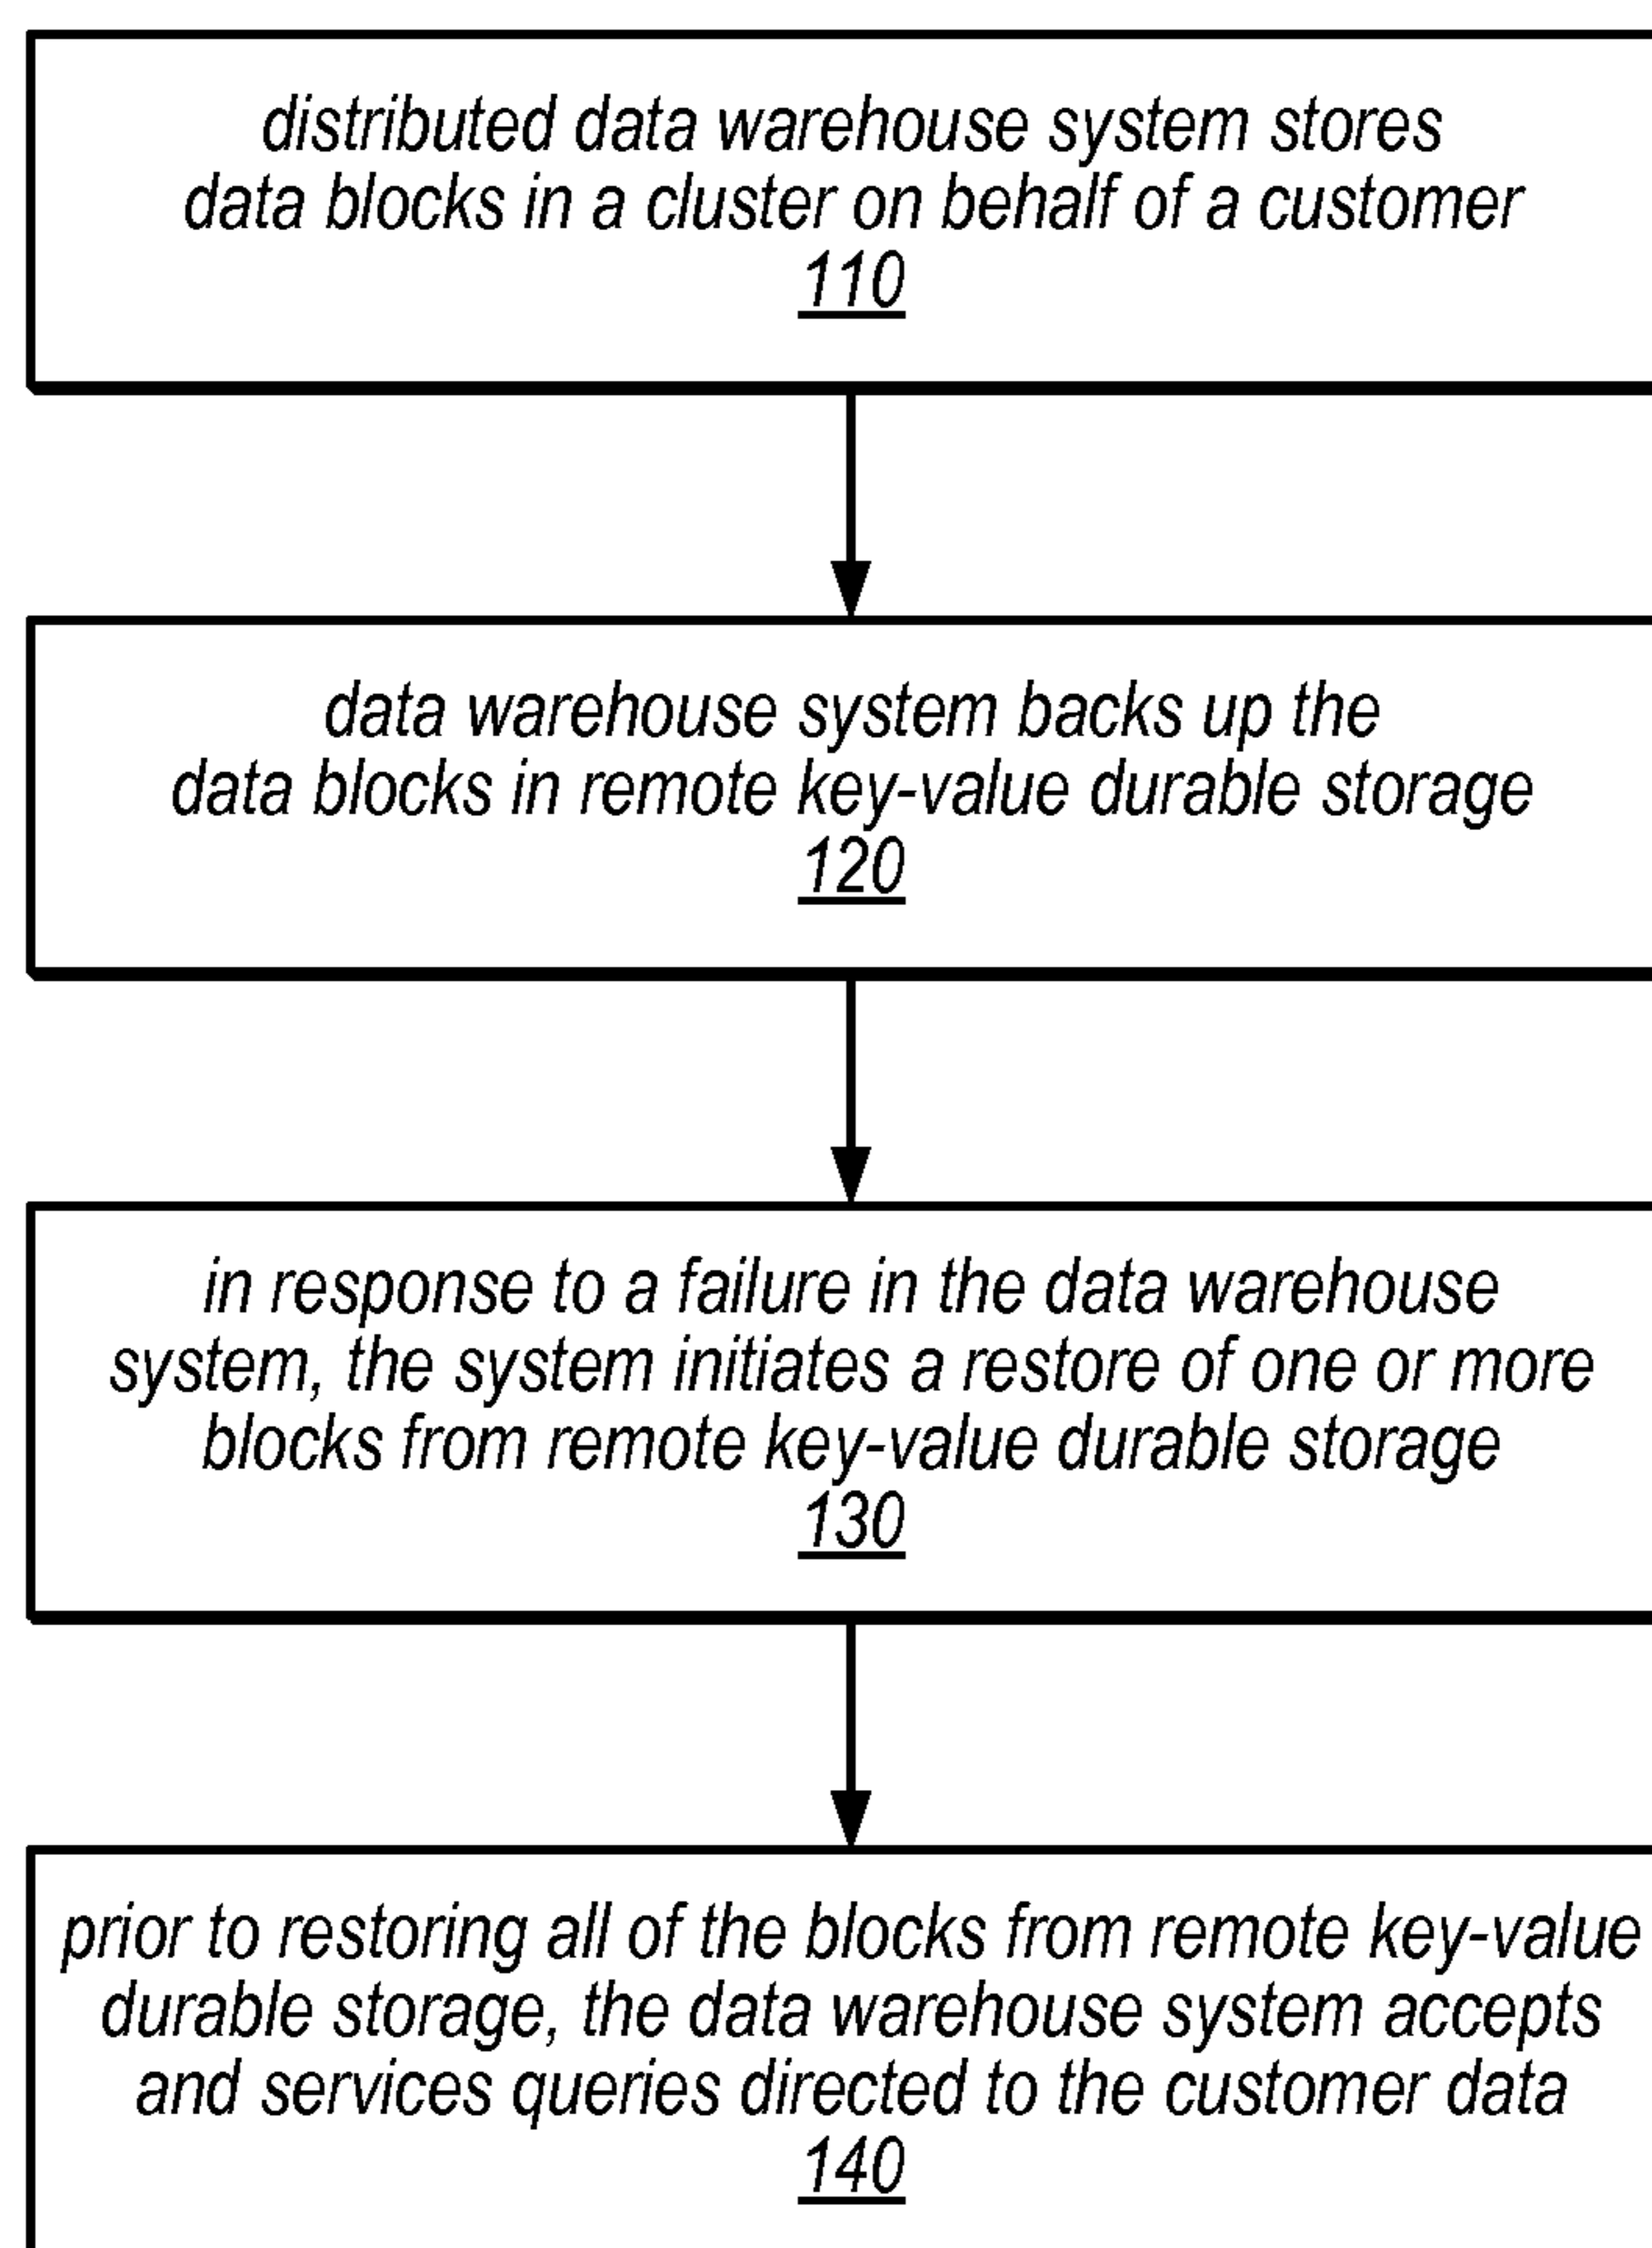 distributed data warehouse system stores
data blocks in a cluster on behalf of a customer
110
data warehouse system backs up the
data blocks in remote key-value durable storage
120
in response to a failure in the data warehouse
system, the system initiates a restore of one or more
blocks from remote key-value durable storage
130
prior to restoring all of the blocks from remote key-value
durable storage, the data warehouse system accepts
and services queries directed to the customer data
140